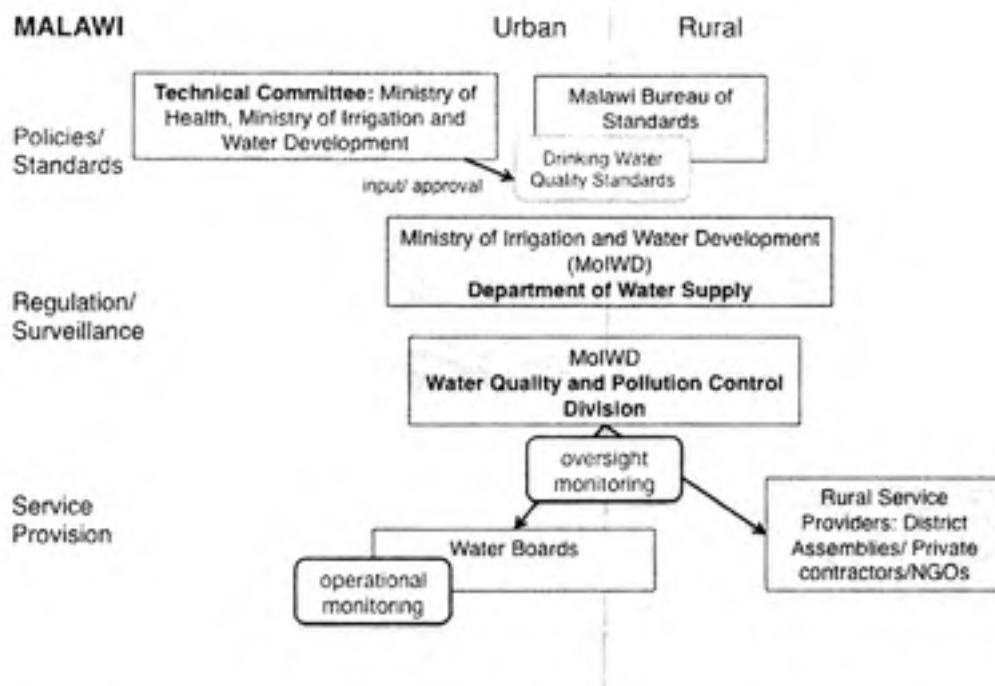 MALAWI
Urban
Rural
Policies/
Standards
Technical Committee: Ministry of
Health, Ministry of Irrigation and
Water Development
Malawi Bureau of
Standards
input/ approval
Drinking Water
Quality Standards
Regulation/
Surveillance
Ministry of Irrigation and Water Development
(MoIWD)
Department of Water Supply
MoIWD
Water Quality and Pollution Control
Division
oversight
monitoring
Service
Provision
Water Boards
operational
monitoring
Rural Service
Providers: District
Assemblies/ Private
contractors/NGOs